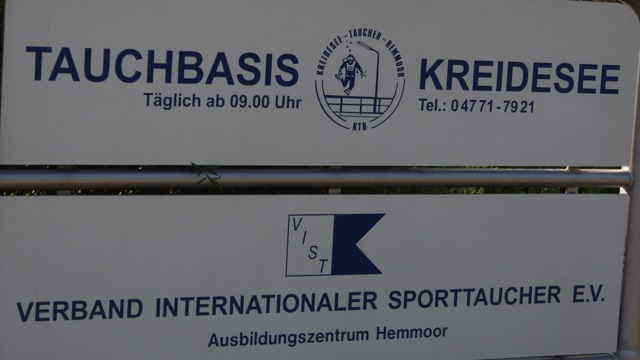 TAUCHBASIS
Täglich ab 09.00 Uhr
KREIDESEE-TAUCHER-HEMMOOR
KTH
KREIDESEE
Tel.: 04771-7921
VIST
VERBAND INTERNATIONALER SPORTTAUCHER E.V.
Ausbildungszentrum Hemmoor